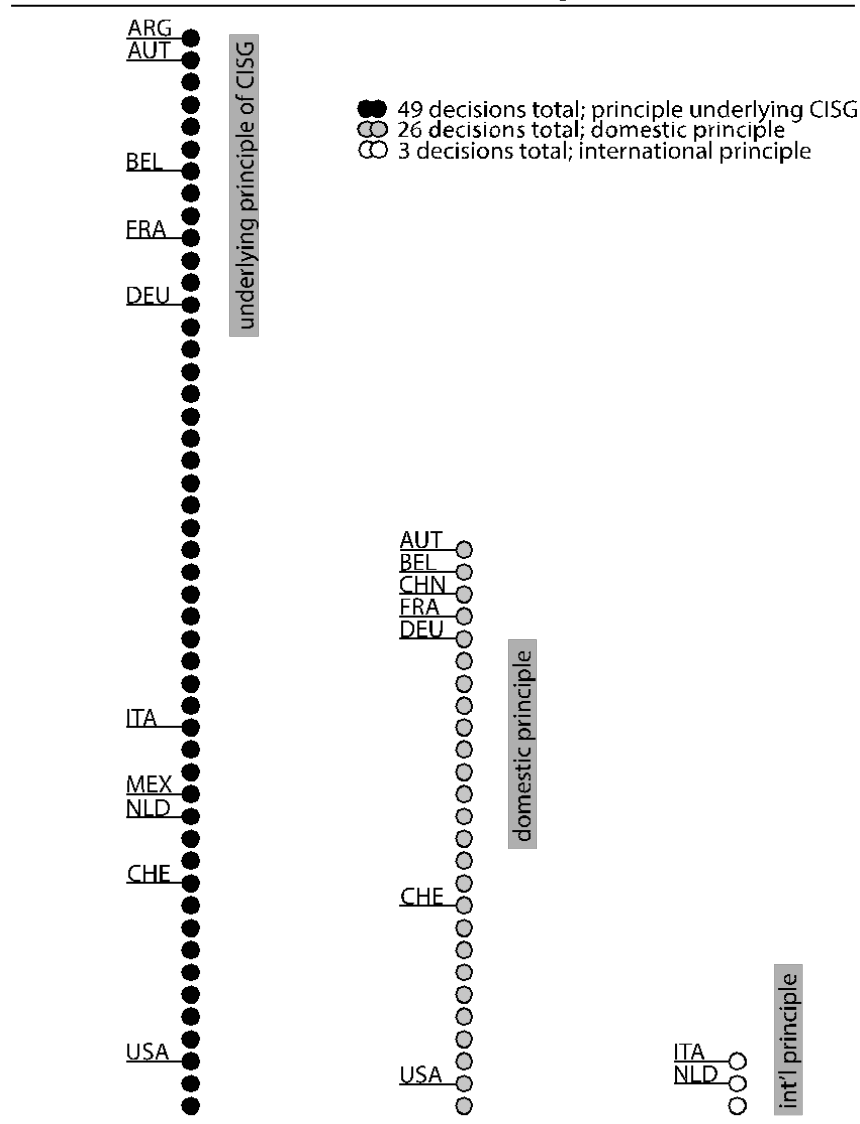 ARG
AUT
BEL
FRA
DEU
ITA
MEX
NLD
CHE
USA
underlying principle of CISG
49 decisions total; principle underlying CISG
26 decisions total; domestic principle
3 decisions total; international principle
AUT
BEL
CHN
FRA
DEU
CHE
USA
domestic principle
ITA
NLD
int'l principle